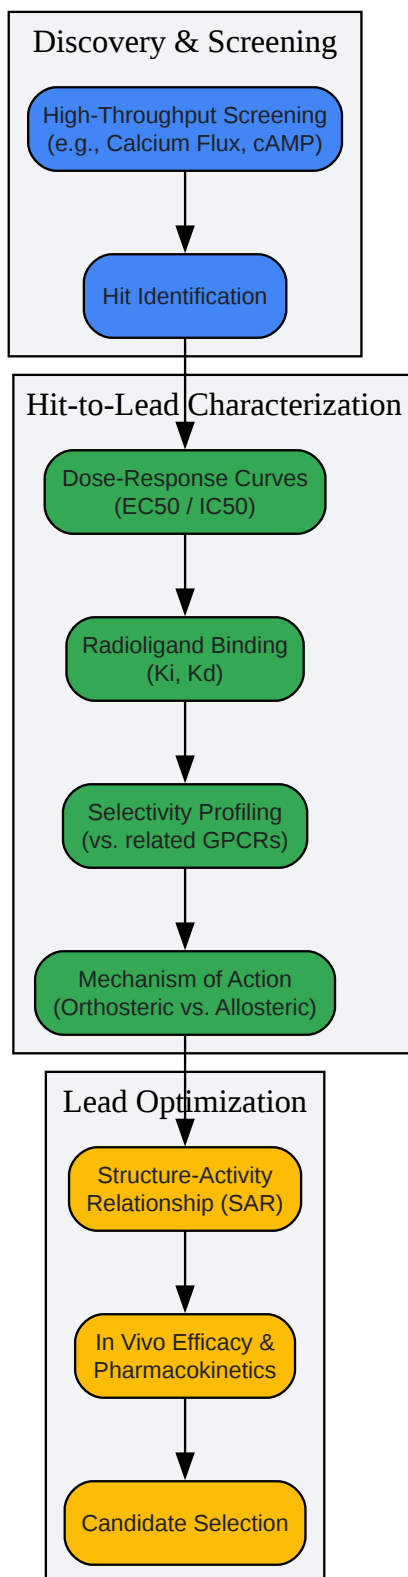 Discovery & Screening
High-Throughput Screening
(e.g., Calcium Flux, cAMP)
Hit Identification
Hit-to-Lead Characterization
Dose-Response Curves
(EC50 / IC50)
Radioligand Binding
(Ki, Kd)
Selectivity Profiling
(vs. related GPCRs)
Mechanism of Action
(Orthosteric vs. Allosteric)
Lead Optimization
Structure-Activity
Relationship (SAR)
In Vivo Efficacy &
Pharmacokinetics
Candidate Selection